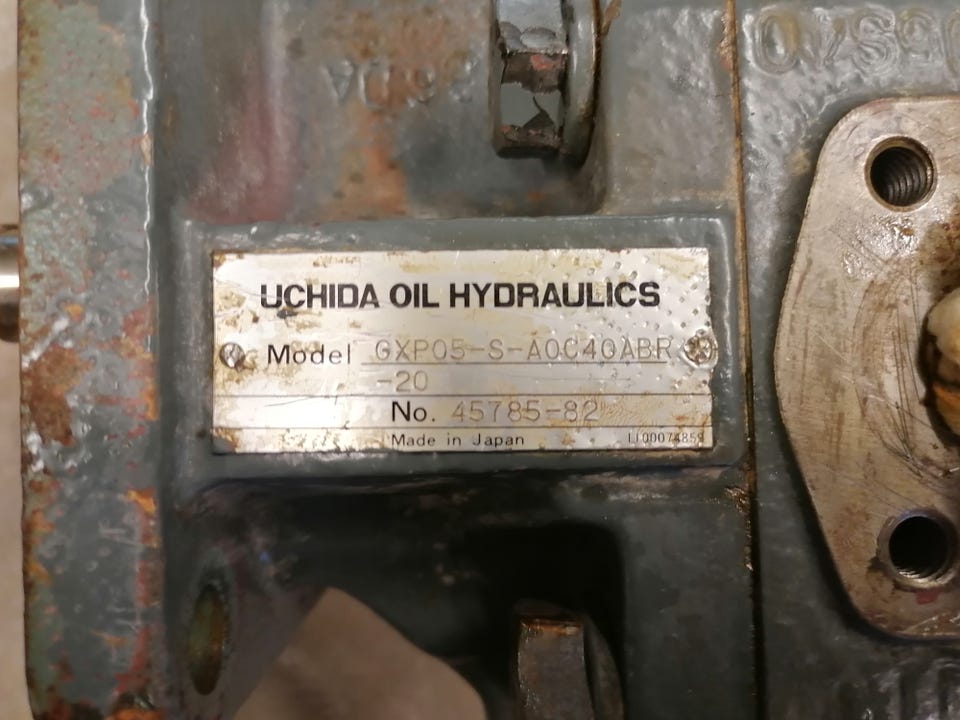 UCHIDA OIL HYDRAULICS
Model GXP05-S-A0C40ABR
-20
No. 45785-82
Made in Japan